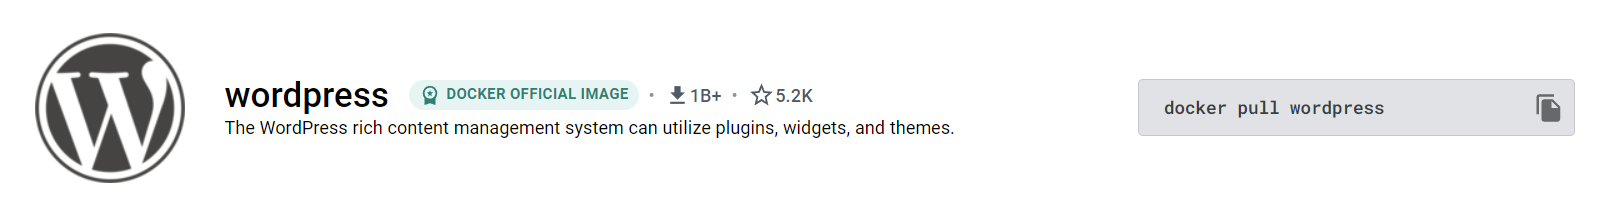 wordpress DOCKER OFFICIAL IMAGE • 1B+ • 5.2K
The WordPress rich content management system can utilize plugins, widgets, and themes.
docker pull wordpress